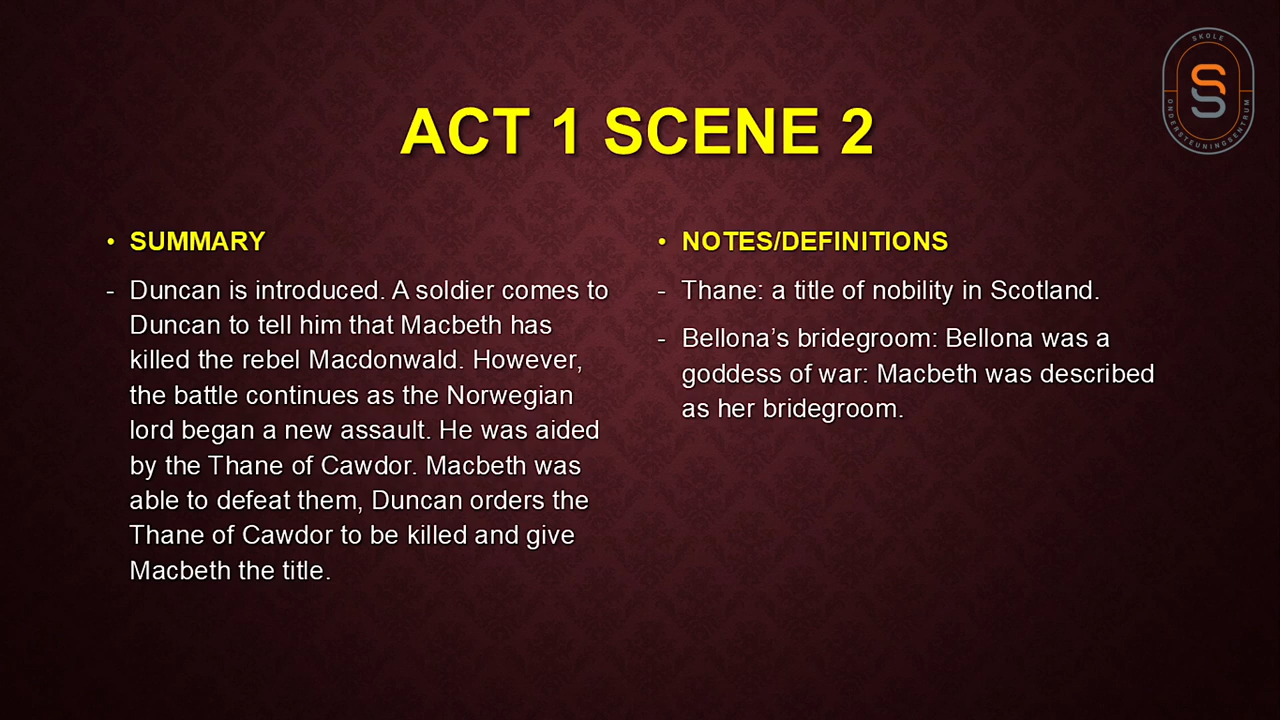 SKOLE
SS
ONDERSTEUNINGSENTRUM
ACT 1 SCENE 2
• SUMMARY
- Duncan is introduced. A soldier comes to
Duncan to tell him that Macbeth has
killed the rebel Macdonwald. However,
the battle continues as the Norwegian
lord began a new assault. He was aided
by the Thane of Cawdor. Macbeth was
able to defeat them, Duncan orders the
Thane of Cawdor to be killed and give
Macbeth the title.
• NOTES/DEFINITIONS
- Thane: a title of nobility in Scotland.
- Bellona’s bridegroom: Bellona was a
goddess of war: Macbeth was described
as her bridegroom.